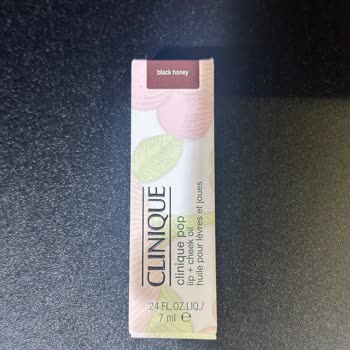 black honey
CLINIQUE
clinique pop
lip + cheek oil
huile pour lèvres et joues
.24 FL.OZ.LIQ./
7 ml ℮